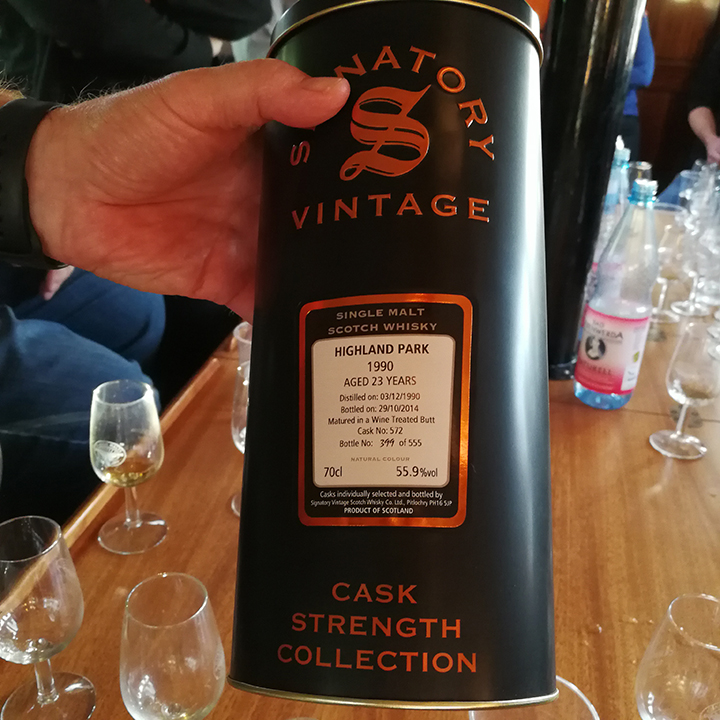 SIGNATORY
S
VINTAGE
SINGLE MALT
SCOTCH WHISKY
HIGHLAND PARK
1990
AGED 23 YEARS
Distilled on: 03/12/1990
Bottled on: 29/10/2014
Matured in a Wine Treated Butt
Cask No: 572
Bottle No: 399 of 555
NATURAL COLOUR
70cl 55.9%vol
Casks individually selected and bottled by
Signatory Vintage Scotch Whisky Co. Ltd., Pitlochry PH16 5JP
PRODUCT OF SCOTLAND
CASK
STRENGTH
COLLECTION